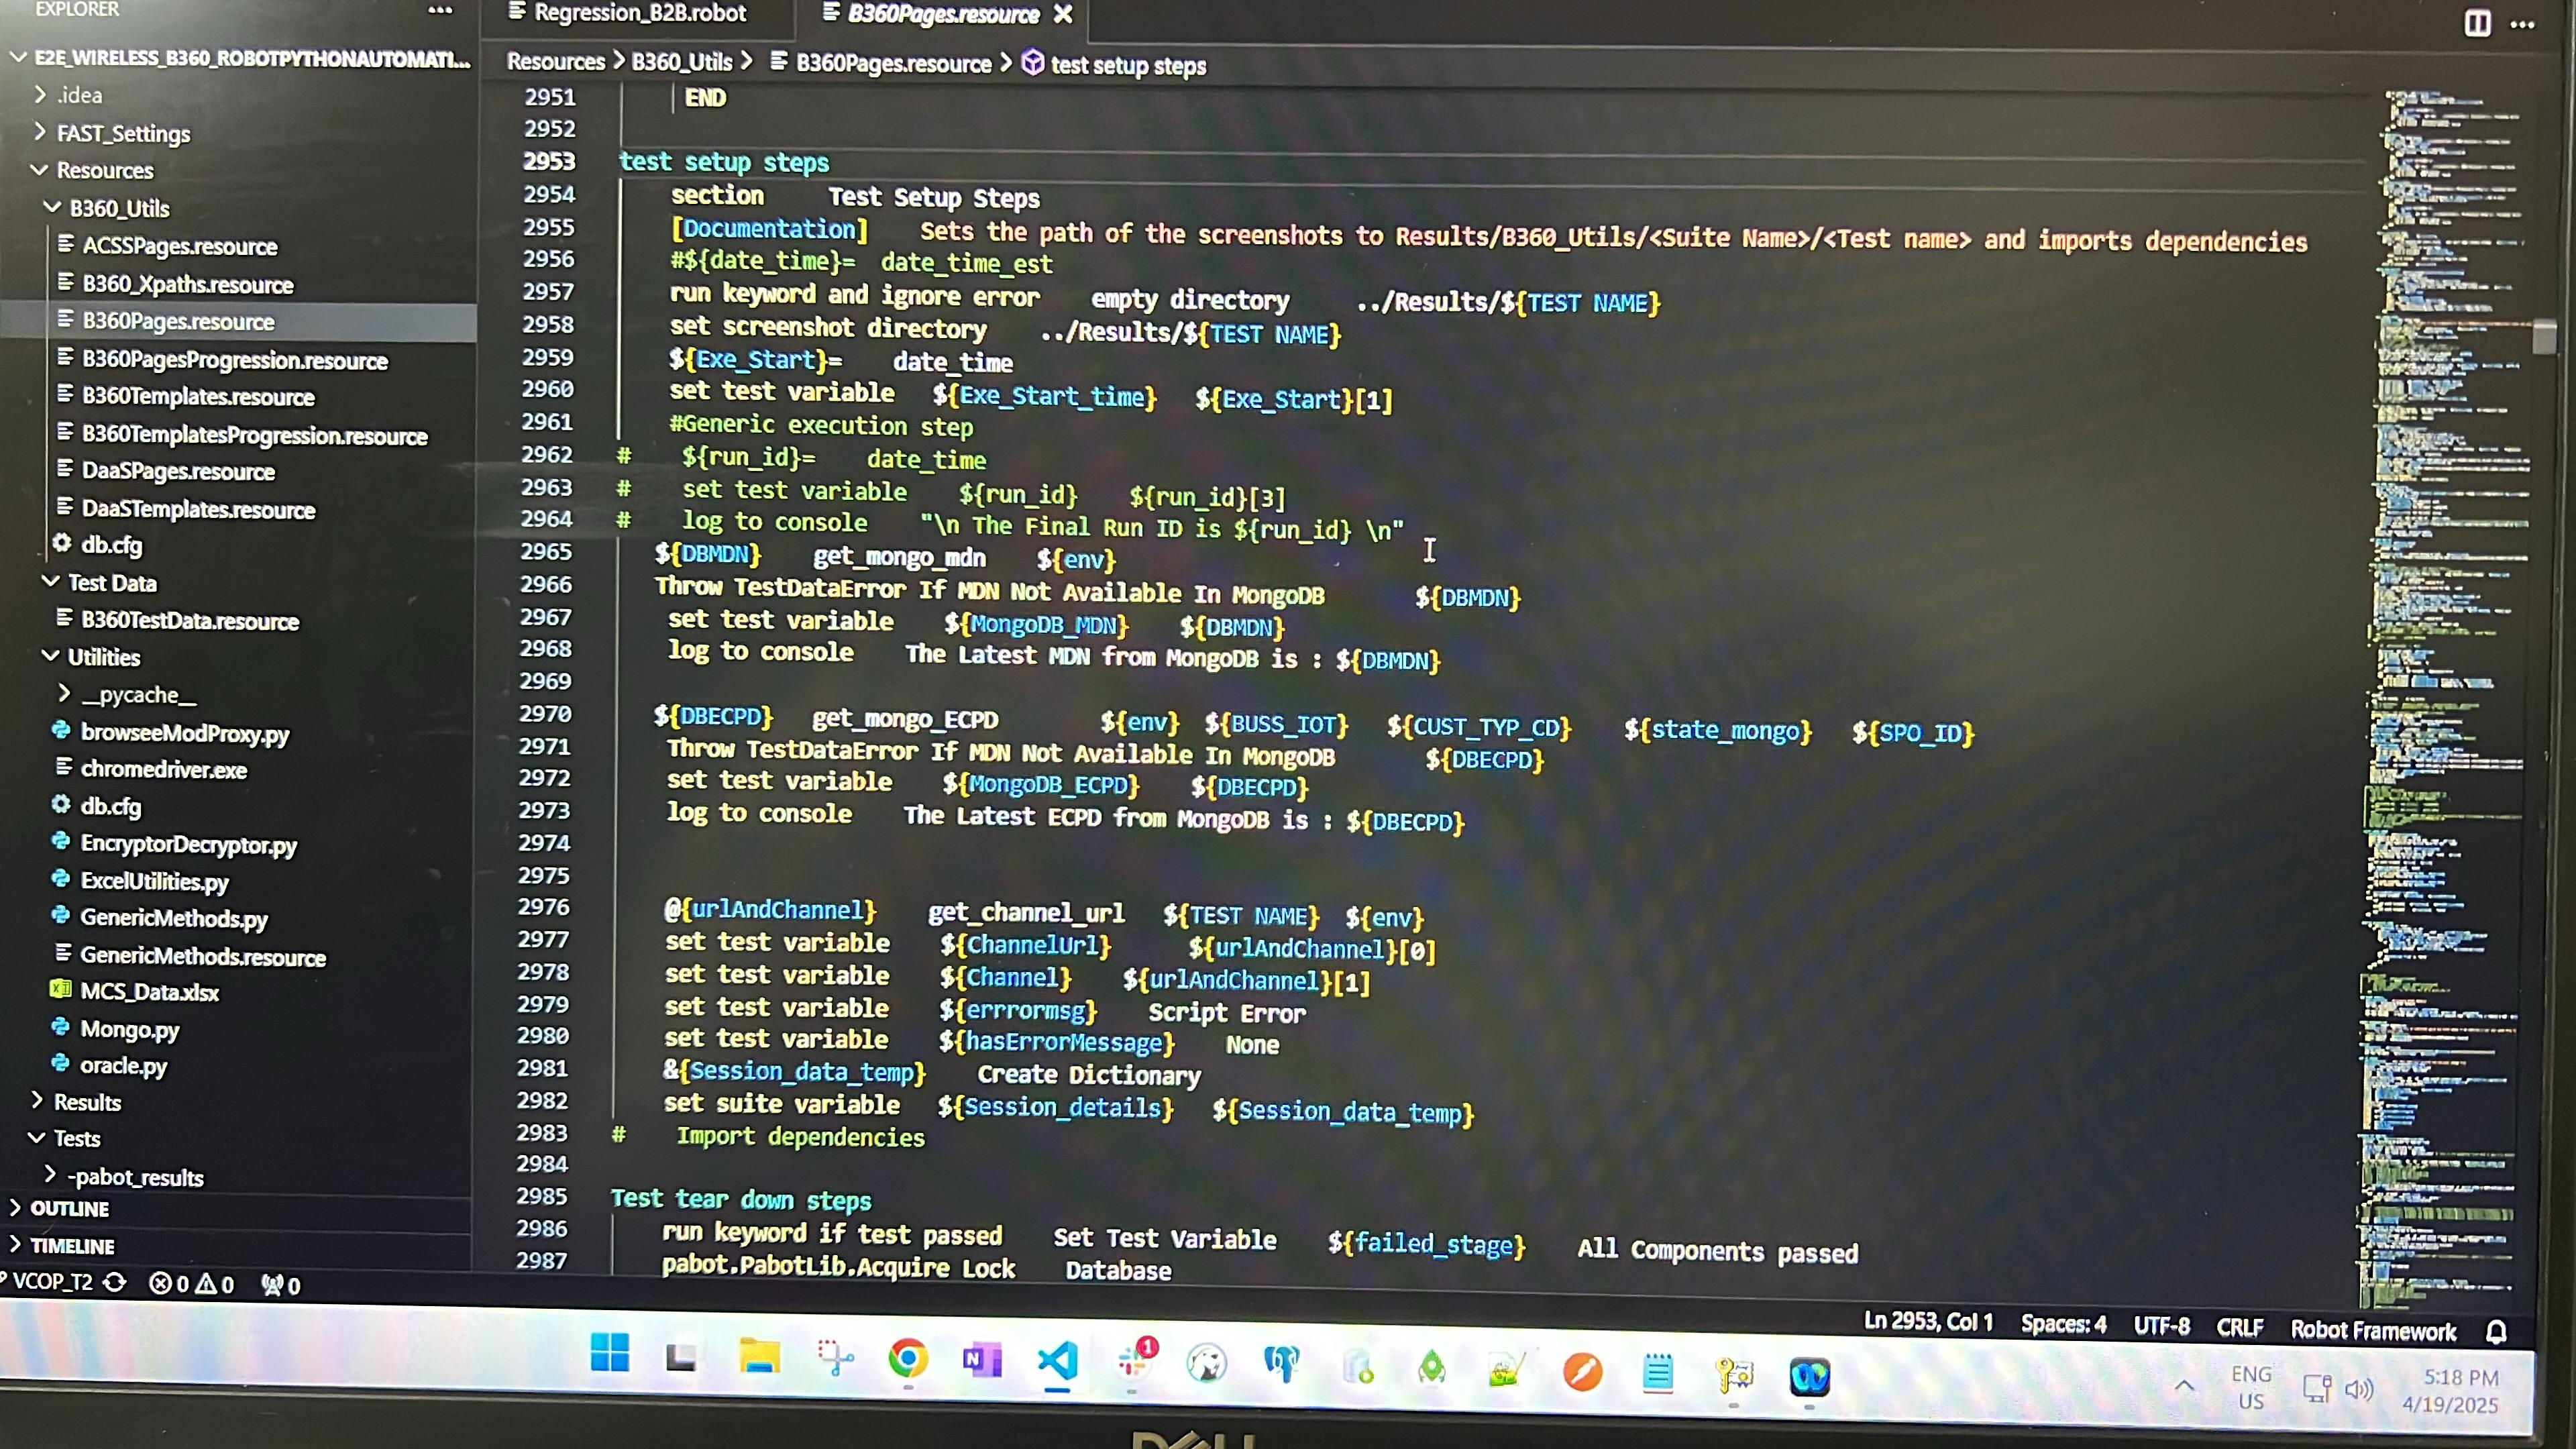 EXPLORER
...
Regression_B2B.robot
B360Pages.resource
E2E_WIRELESS_B360_ROBOTPYTHONAUTOMATI...
.idea
FAST_Settings
Resources
B360_Utils
ACSSPages.resource
B360_Xpaths.resource
B360Pages.resource
B360PagesProgression.resource
B360Templates.resource
B360TemplatesProgression.resource
DaaSPages.resource
DaaSTemplates.resource
db.cfg
Test Data
B360TestData.resource
Utilities
__pycache__
browseeModProxy.py
chromedriver.exe
db.cfg
EncryptorDecryptor.py
ExcelUtilities.py
GenericMethods.py
GenericMethods.resource
MCS_Data.xlsx
Mongo.py
oracle.py
Results
Tests
-pabot_results
OUTLINE
TIMELINE
Resources > B360_Utils > B360Pages.resource > test setup steps
2951 END
2952
2953 test setup steps
2954 section    Test Setup Steps
2955 [Documentation]    Sets the path of the screenshots to Results/B360_Utils/<Suite Name>/<Test name> and imports dependencies
2956 #${date_time}=  date_time_est
2957 run keyword and ignore error    empty directory    ../Results/${TEST NAME}
2958 set screenshot directory    ../Results/${TEST NAME}
2959 ${Exe_Start}=    date_time
2960 set test variable   ${Exe_Start_time}   ${Exe_Start}[1]
2961 #Generic execution step
2962 #    ${run_id}=    date_time
2963 #    set test variable    ${run_id}    ${run_id}[3]
2964 #    log to console    "\n The Final Run ID is ${run_id} \n"
2965 ${DBMDN}    get_mongo_mdn    ${env}
2966 Throw TestDataError If MDN Not Available In MongoDB       ${DBMDN}
2967 set test variable    ${MongoDB_MDN}    ${DBMDN}
2968 log to console    The Latest MDN from MongoDB is : ${DBMDN}
2969
2970 ${DBECPD}   get_mongo_ECPD        ${env}  ${BUSS_IOT}   ${CUST_TYP_CD}    ${state_mongo}   ${SPO_ID}
2971 Throw TestDataError If MDN Not Available In MongoDB       ${DBECPD}
2972 set test variable    ${MongoDB_ECPD}    ${DBECPD}
2973 log to console    The Latest ECPD from MongoDB is : ${DBECPD}
2974
2975
2976 @{urlAndChannel}    get_channel_url   ${TEST NAME}  ${env}
2977 set test variable    ${ChannelUrl}      ${urlAndChannel}[0]
2978 set test variable    ${Channel}    ${urlAndChannel}[1]
2979 set test variable    ${errrormsg}    Script Error
2980 set test variable    ${hasErrorMessage}    None
2981 &{Session_data_temp}    Create Dictionary
2982 set suite variable   ${Session_details}   ${Session_data_temp}
2983 #    Import dependencies
2984
2985 Test tear down steps
2986 run keyword if test passed    Set Test Variable    ${failed_stage}    All Components passed
2987 pabot.PabotLib.Acquire Lock    Database
VCOP_T2 0 0 0
Ln 2953, Col 1 Spaces: 4 UTF-8 CRLF Robot Framework
N
1
ENG
US
5:18 PM
4/19/2025
DELL